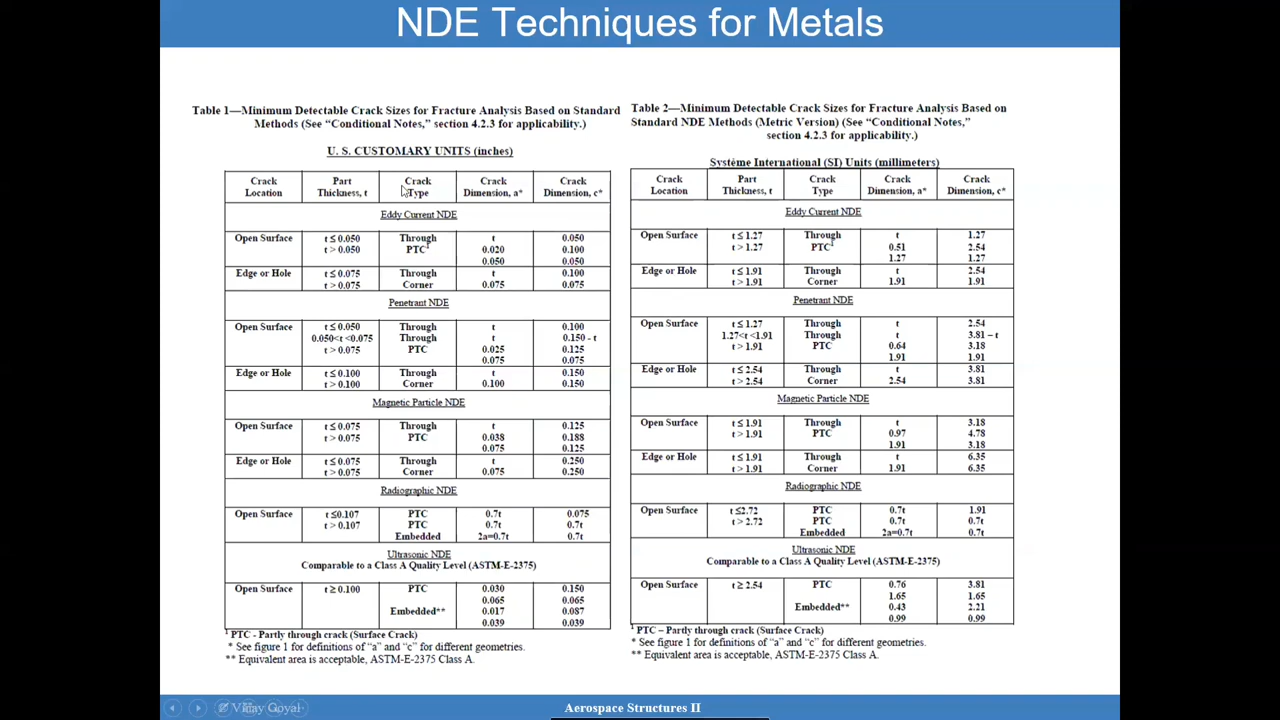 NDE Techniques for Metals
Table 1—Minimum Detectable Crack Sizes for Fracture Analysis Based on Standard
Methods (See “Conditional Notes,” section 4.2.3 for applicability.)
U. S. CUSTOMARY UNITS (inches)
Crack Location Part Thickness, t Crack Type Crack Dimension, a* Crack Dimension, c*
Eddy Current NDE
Open Surface t ≤ 0.050 Through t 0.050
t > 0.050 PTC¹ 0.020 0.100
0.050 0.050
Edge or Hole t ≤ 0.075 Through t 0.100
t > 0.075 Corner 0.075 0.075
Penetrant NDE
Open Surface t ≤ 0.050 Through t 0.100
0.050<t <0.075 Through t 0.150 - t
t > 0.075 PTC 0.025 0.125
0.075 0.075
Edge or Hole t ≤ 0.100 Through t 0.150
t > 0.100 Corner 0.100 0.150
Magnetic Particle NDE
Open Surface t ≤ 0.075 Through t 0.125
t > 0.075 PTC 0.038 0.188
0.075 0.125
Edge or Hole t ≤ 0.075 Through t 0.250
t > 0.075 Corner 0.075 0.250
Radiographic NDE
Open Surface t ≤0.107 PTC 0.7t 0.075
t > 0.107 PTC 0.7t 0.7t
Embedded 2a=0.7t 0.7t
Ultrasonic NDE
Comparable to a Class A Quality Level (ASTM-E-2375)
Open Surface t ≥ 0.100 PTC 0.030 0.150
0.065 0.065
Embedded** 0.017 0.087
0.039 0.039
¹ PTC - Partly through crack (Surface Crack)
* See figure 1 for definitions of “a” and “c” for different geometries.
** Equivalent area is acceptable, ASTM-E-2375 Class A.
Table 2—Minimum Detectable Crack Sizes for Fracture Analysis Based on
Standard NDE Methods (Metric Version) (See “Conditional Notes,”
section 4.2.3 for applicability.)
Système International (SI) Units (millimeters)
Crack Location Part Thickness, t Crack Type Crack Dimension, a* Crack Dimension, c*
Eddy Current NDE
Open Surface t ≤ 1.27 Through t 1.27
t > 1.27 PTC¹ 0.51 2.54
1.27 1.27
Edge or Hole t ≤ 1.91 Through t 2.54
t > 1.91 Corner 1.91 1.91
Penetrant NDE
Open Surface t ≤ 1.27 Through t 2.54
1.27<t <1.91 Through t 3.81 – t
t > 1.91 PTC 0.64 3.18
1.91 1.91
Edge or Hole t ≤ 2.54 Through t 3.81
t > 2.54 Corner 2.54 3.81
Magnetic Particle NDE
Open Surface t ≤ 1.91 Through t 3.18
t > 1.91 PTC 0.97 4.78
1.91 3.18
Edge or Hole t ≤ 1.91 Through t 6.35
t > 1.91 Corner 1.91 6.35
Radiographic NDE
Open Surface t ≤2.72 PTC 0.7t 1.91
t > 2.72 PTC 0.7t 0.7t
Embedded 2a=0.7t 0.7t
Ultrasonic NDE
Comparable to a Class A Quality Level (ASTM-E-2375)
Open Surface t ≥ 2.54 PTC 0.76 3.81
1.65 1.65
Embedded** 0.43 2.21
0.99 0.99
¹ PTC – Partly through crack (Surface Crack)
* See figure 1 for definitions of “a” and “c” for different geometries.
** Equivalent area is acceptable, ASTM-E-2375 Class A.
Vinay Goyal
Aerospace Structures II